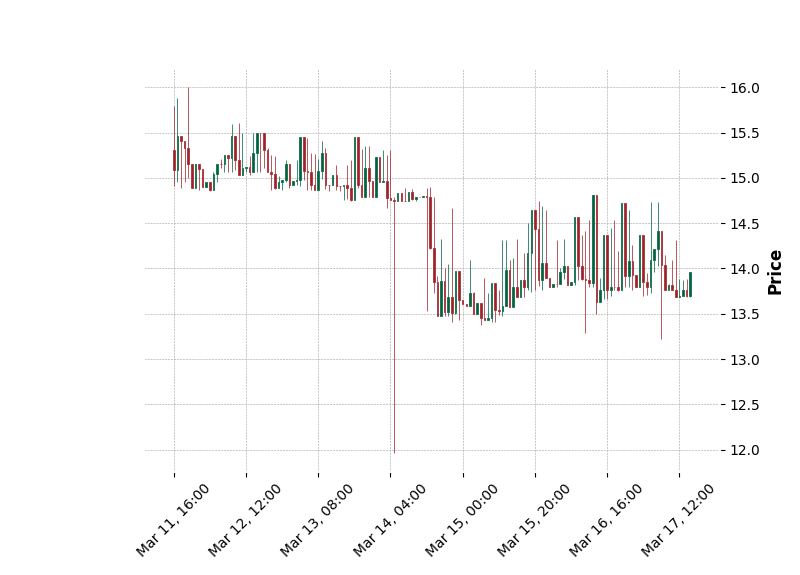 16.0
15.5
15.0
14.5
14.0
13.5
13.0
12.5
12.0
Price
Mar 11, 16:00
Mar 12, 12:00
Mar 13, 08:00
Mar 14, 04:00
Mar 15, 00:00
Mar 15, 20:00
Mar 16, 16:00
Mar 17, 12:00